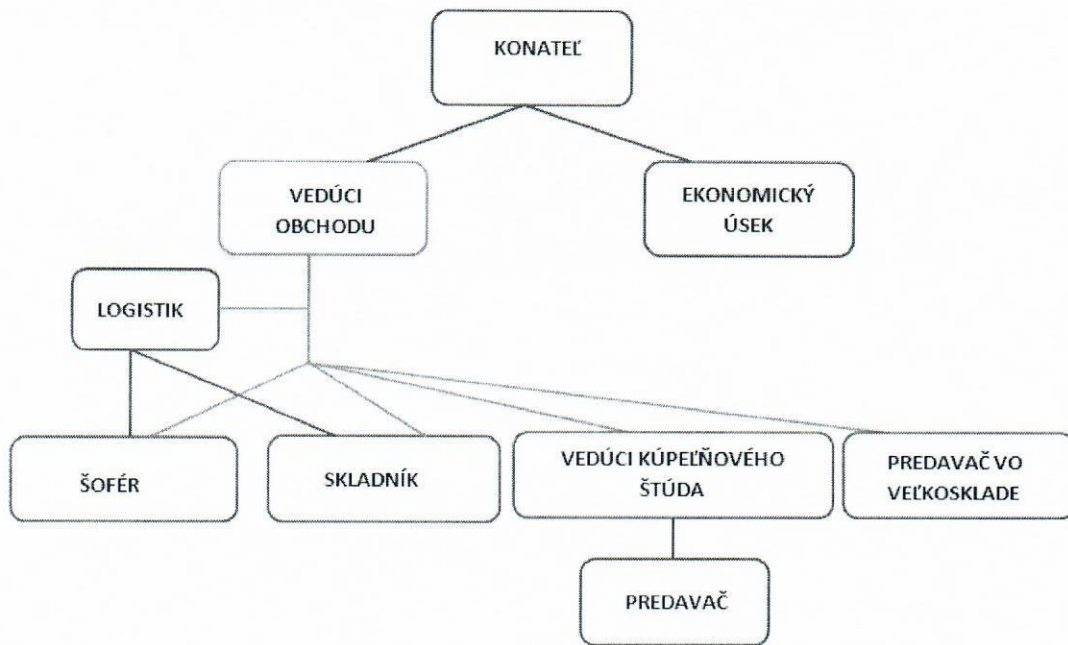 KONATEĽ
VEDÚCI
OBCHODU
EKONOMICKÝ
ÚSEK
LOGISTIK
ŠOFÉR
SKLADNÍK
VEDÚCI KÚPEĽŇOVÉHO
ŠTÚDA
PREDAVAČ VO
VEĽKOSKLADE
PREDAVAČ